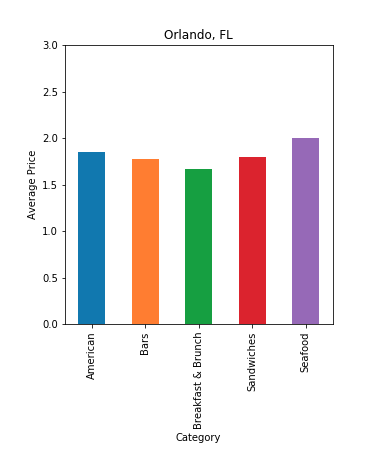 Orlando, FL
Average Price
3.0
2.5
2.0
1.5
1.0
0.5
0.0
American
Bars
Breakfast & Brunch
Sandwiches
Seafood
Category